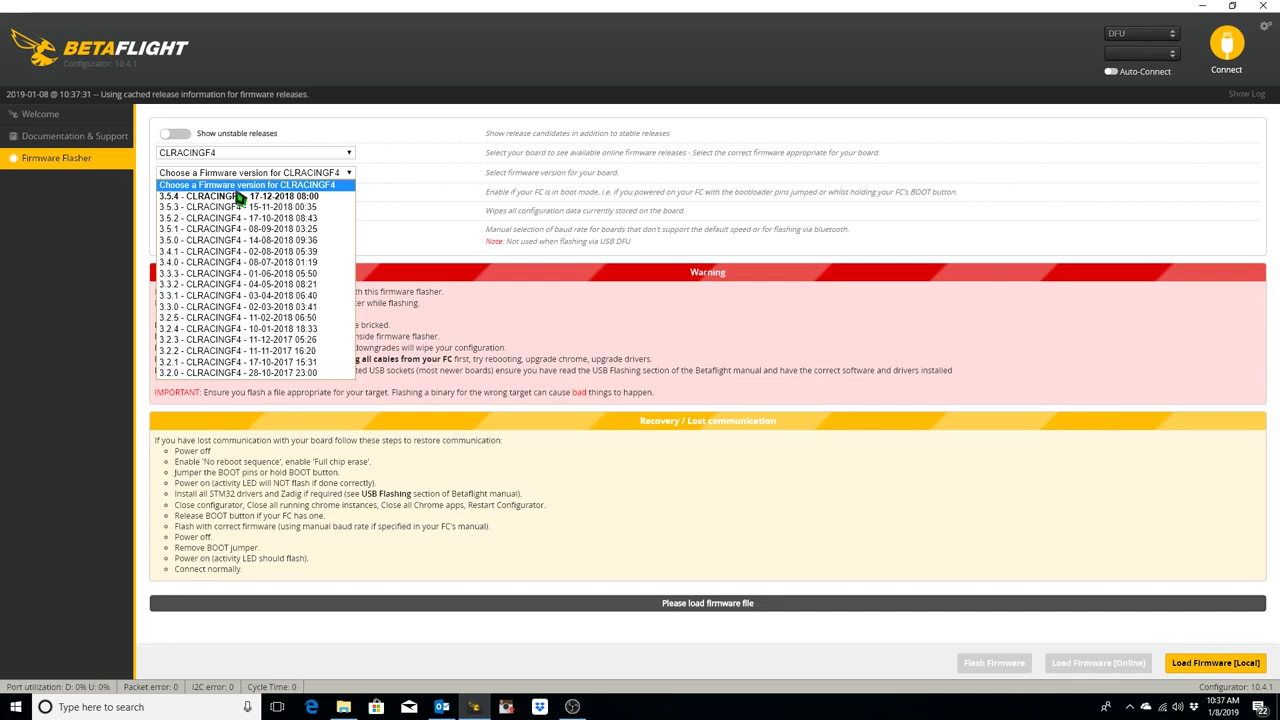 BETAFLIGHT
Configurator: 10.4.1
DFU
Auto-Connect
Connect
2019-01-08 @ 10:37:31 -- Using cached release information for firmware releases.
Show Log
Welcome
Documentation & Support
Firmware Flasher
Show unstable releases
Show release candidates in addition to stable releases
CLRACINGF4
Select your board to see available online firmware releases - Select the correct firmware appropriate for your board.
Choose a Firmware version for CLRACINGF4
Select firmware version for your board.
Choose a Firmware version for CLRACINGF4
Enable if your FC is in boot mode. i.e. if you powered on your FC with the bootloader pins jumped or whilst holding your FC's BOOT button.
3.5.4 - CLRACINGF4 - 17-12-2018 08:00
3.5.3 - CLRACINGF4 - 15-11-2018 00:35
Wipes all configuration data currently stored on the board.
3.5.2 - CLRACINGF4 - 17-10-2018 08:43
3.5.1 - CLRACINGF4 - 08-09-2018 03:25
Manual selection of baud rate for boards that don't support the default speed or for flashing via bluetooth.
3.5.0 - CLRACINGF4 - 14-08-2018 09:36
Note: Not used when flashing via USB DFU
3.4.1 - CLRACINGF4 - 02-08-2018 05:39
3.4.0 - CLRACINGF4 - 08-07-2018 01:19
3.3.3 - CLRACINGF4 - 01-06-2018 05:50
3.3.2 - CLRACINGF4 - 04-05-2018 08:21
3.3.1 - CLRACINGF4 - 03-04-2018 06:40
3.3.0 - CLRACINGF4 - 02-03-2018 03:41
3.2.5 - CLRACINGF4 - 11-02-2018 06:50
3.2.4 - CLRACINGF4 - 10-01-2018 18:33
3.2.3 - CLRACINGF4 - 11-12-2017 05:26
3.2.2 - CLRACINGF4 - 11-11-2017 16:20
3.2.1 - CLRACINGF4 - 17-10-2017 15:31
3.2.0 - CLRACINGF4 - 28-10-2017 23:00
Warning
this firmware flasher.
while flashing.
be bricked.
inside firmware flasher.
downgrades will wipe your configuration.
all cables from your FC first, try rebooting, upgrade chrome, upgrade drivers.
USB sockets (most newer boards) ensure you have read the USB Flashing section of the Betaflight manual and have the correct software and drivers installed
IMPORTANT: Ensure you flash a file appropriate for your target. Flashing a binary for the wrong target can cause bad things to happen.
Recovery / Lost communication
If you have lost communication with your board follow these steps to restore communication:
Power off
Enable 'No reboot sequence', enable 'Full chip erase'.
Jumper the BOOT pins or hold BOOT button.
Power on (activity LED will NOT flash if done correctly).
Install all STM32 drivers and Zadig if required (see USB Flashing section of Betaflight manual).
Close configurator, Close all running chrome instances, Close all Chrome apps, Restart Configurator.
Release BOOT button if your FC has one.
Flash with correct firmware (using manual baud rate if specified in your FC's manual).
Power off.
Remove BOOT jumper.
Power on (activity LED should flash).
Connect normally.
Please load firmware file
Flash Firmware
Load Firmware [Online]
Load Firmware [Local]
Port utilization: D: 0% U: 0%
Packet error: 0
I2C error: 0
Cycle Time: 0
Configurator: 10.4.1
Type here to search
10:37 AM
1/8/2019
22